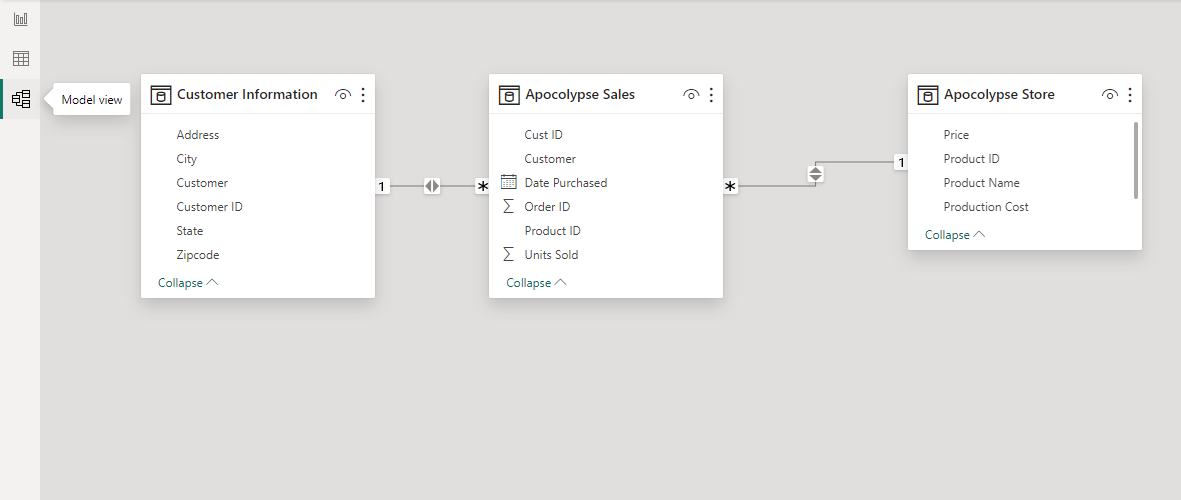 Model view
Customer Information
Address
City
Customer
Customer ID
State
Zipcode
Collapse
1
*
Apocolypse Sales
Cust ID
Customer
Date Purchased
Σ Order ID
Product ID
Σ Units Sold
Collapse
*
1
Apocolypse Store
Price
Product ID
Product Name
Production Cost
Collapse